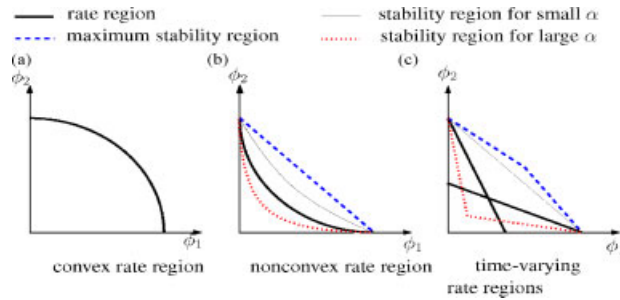 rate region
maximum stability region
stability region for small α
stability region for large α
(a)
(b)
(c)
ϕ2
ϕ2
ϕ2
ϕ1
ϕ1
ϕ
convex rate region
nonconvex rate region
time-varying
rate regions